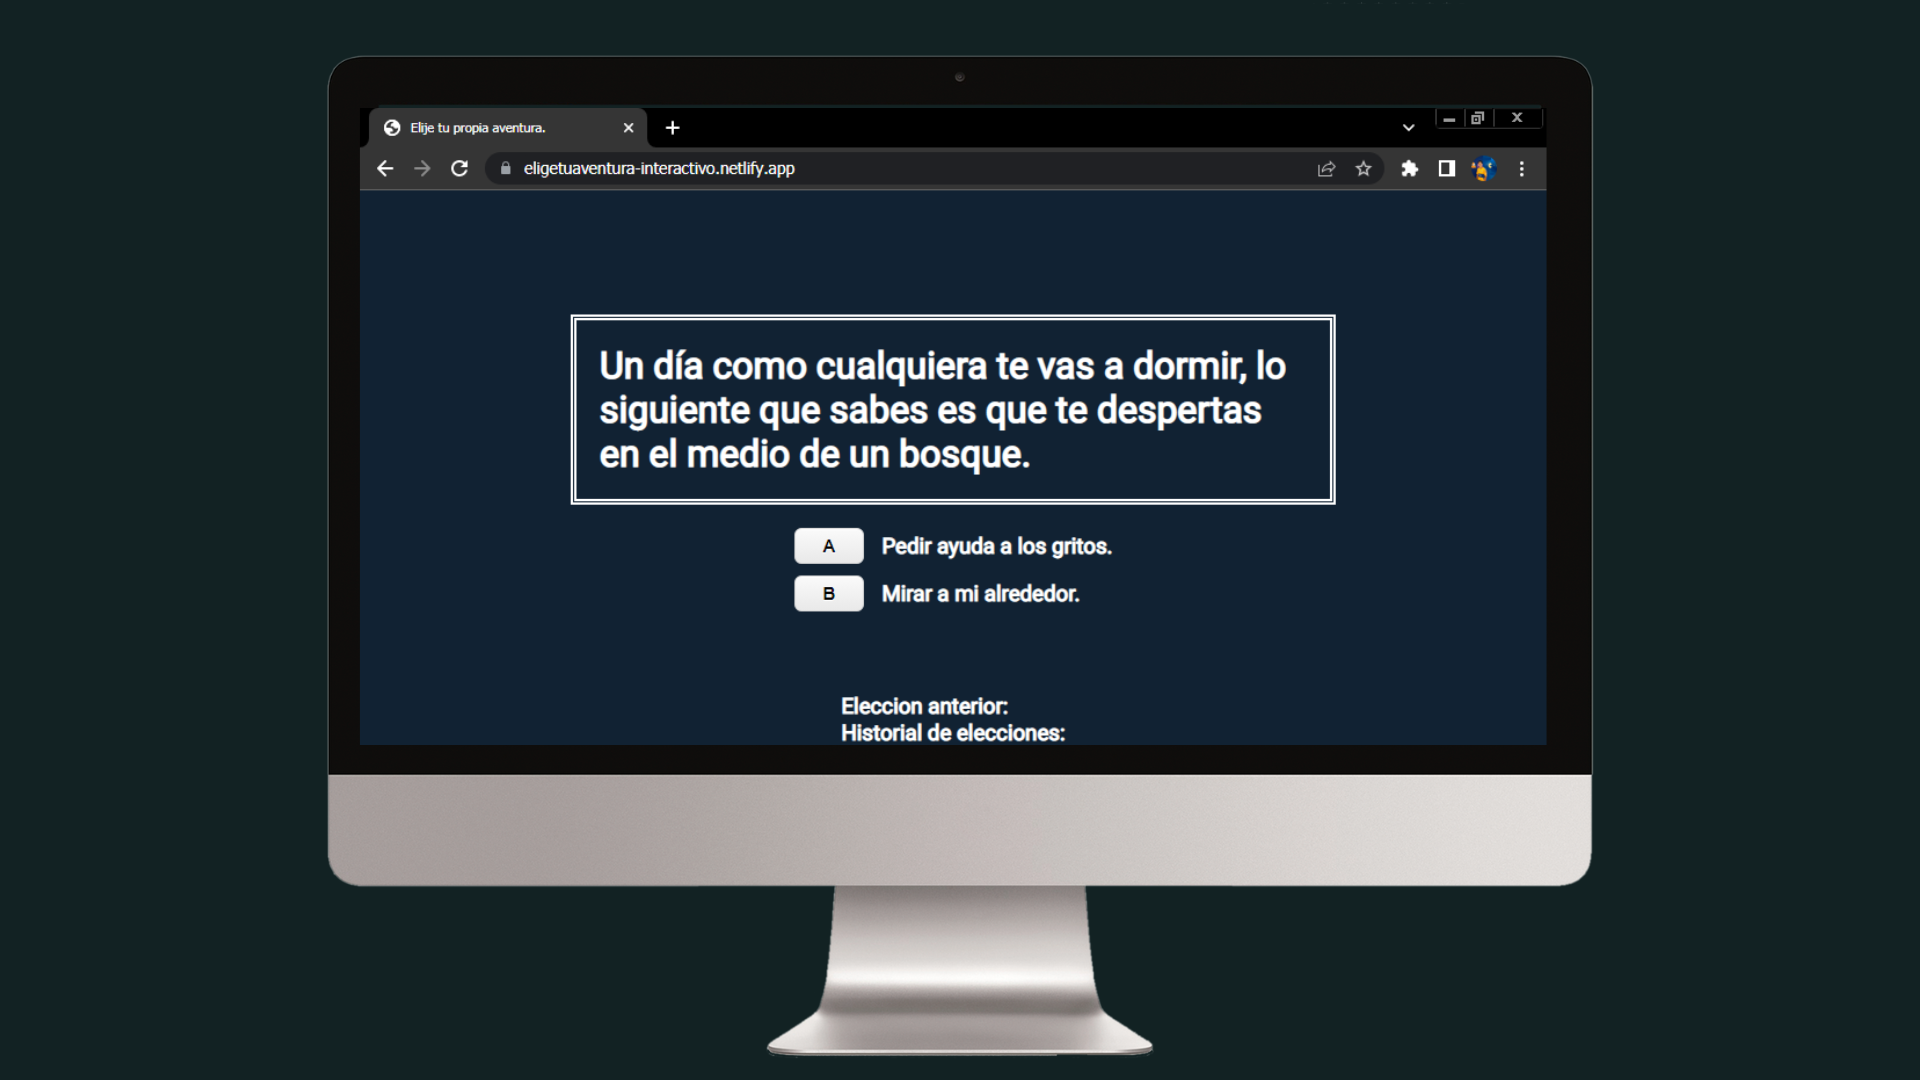 Elije tu propia aventura.
eligetuaventura-interactivo.netlify.app
Un día como cualquiera te vas a dormir, lo
siguiente que sabes es que te despertas
en el medio de un bosque.
A Pedir ayuda a los gritos.
B Mirar a mi alrededor.
Eleccion anterior:
Historial de elecciones: